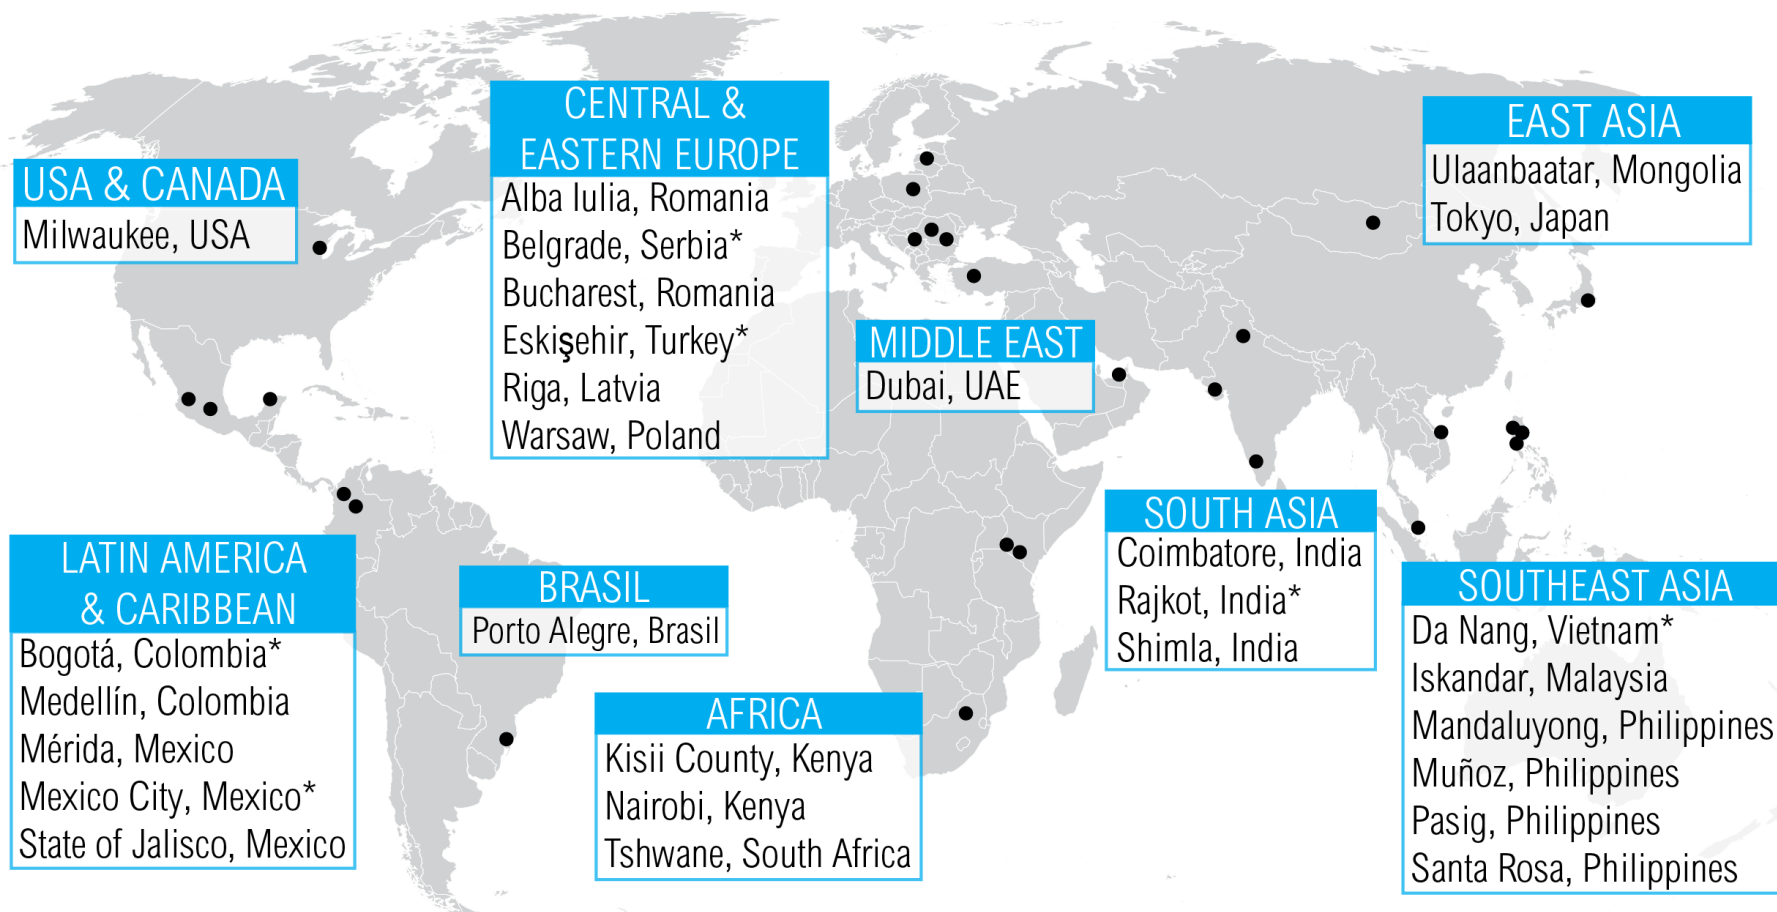 USA & CANADA
Milwaukee, USA
CENTRAL &
EASTERN EUROPE
Alba Iulia, Romania
Belgrade, Serbia*
Bucharest, Romania
Eskişehir, Turkey*
Riga, Latvia
Warsaw, Poland
EAST ASIA
Ulaanbaatar, Mongolia
Tokyo, Japan
MIDDLE EAST
Dubai, UAE
LATIN AMERICA
& CARIBBEAN
Bogotá, Colombia*
Medellín, Colombia
Mérida, Mexico
Mexico City, Mexico*
State of Jalisco, Mexico
BRASIL
Porto Alegre, Brasil
AFRICA
Kisii County, Kenya
Nairobi, Kenya
Tshwane, South Africa
SOUTH ASIA
Coimbatore, India
Rajkot, India*
Shimla, India
SOUTHEAST ASIA
Da Nang, Vietnam*
Iskandar, Malaysia
Mandaluyong, Philippines
Muñoz, Philippines
Pasig, Philippines
Santa Rosa, Philippines